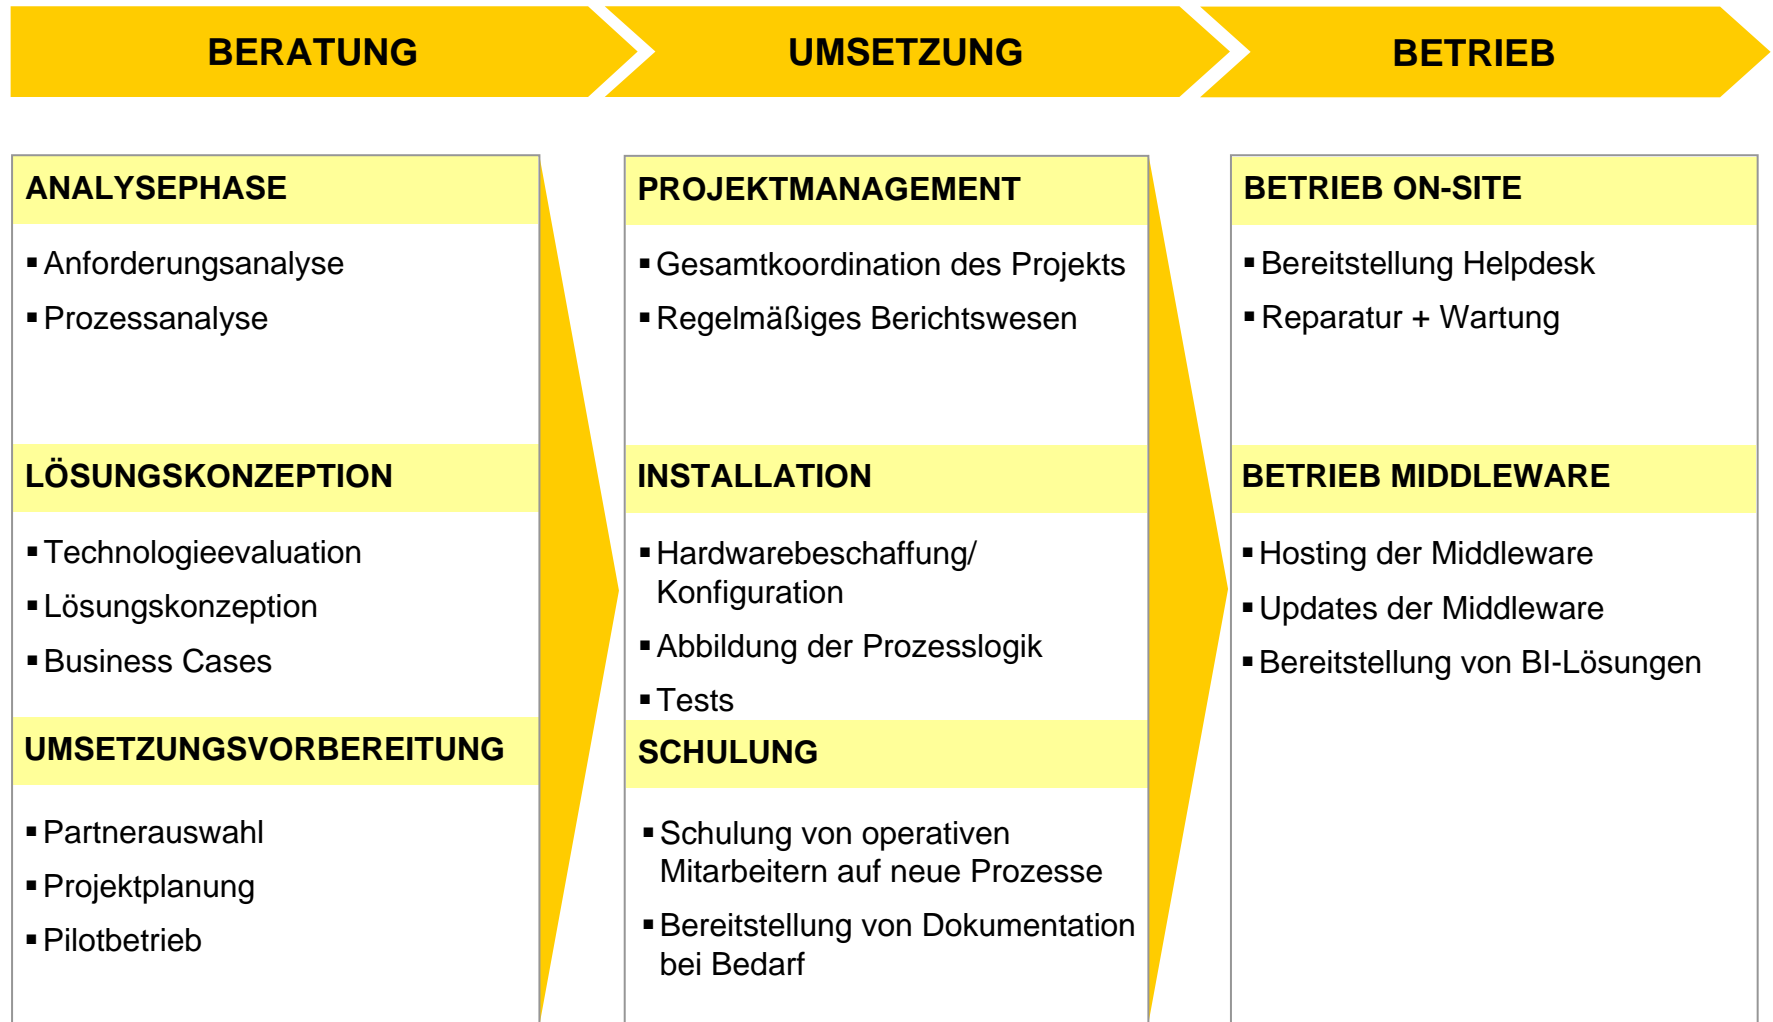 BERATUNG
UMSETZUNG
BETRIEB
ANALYSEPHASE
▪ Anforderungsanalyse
▪ Prozessanalyse
LÖSUNGSKONZEPTION
▪ Technologieevaluation
▪ Lösungskonzeption
▪ Business Cases
UMSETZUNGSVORBEREITUNG
▪ Partnerauswahl
▪ Projektplanung
▪ Pilotbetrieb
PROJEKTMANAGEMENT
▪ Gesamtkoordination des Projekts
▪ Regelmäßiges Berichtswesen
INSTALLATION
▪ Hardwarebeschaffung/
Konfiguration
▪ Abbildung der Prozesslogik
▪ Tests
SCHULUNG
▪ Schulung von operativen
Mitarbeitern auf neue Prozesse
▪ Bereitstellung von Dokumentation
bei Bedarf
BETRIEB ON-SITE
▪ Bereitstellung Helpdesk
▪ Reparatur + Wartung
BETRIEB MIDDLEWARE
▪ Hosting der Middleware
▪ Updates der Middleware
▪ Bereitstellung von BI-Lösungen